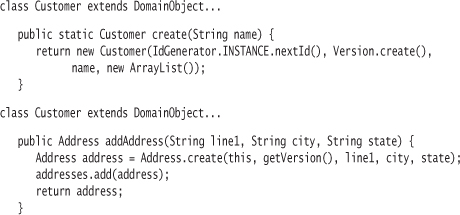 class Customer extends DomainObject...
public static Customer create(String name) {
return new Customer(IdGenerator.INSTANCE.nextId(), Version.create(),
name, new ArrayList());
}
class Customer extends DomainObject...
public Address addAddress(String line1, String city, String state) {
Address address = Address.create(this, getVersion(), line1, city, state);
addresses.add(address);
return address;
}